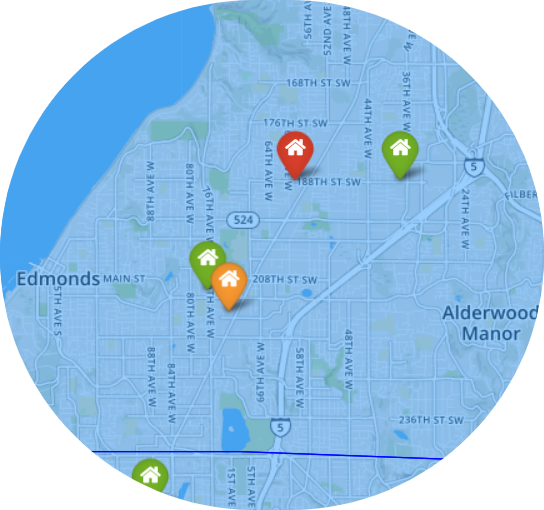 56TH A
52ND AVE
48TH AVE W
168TH ST SW
36TH AVE W
176TH ST SW
44TH AVE W
64TH AVE W
188TH ST SW
5
88TH AVE W
80TH AVE W
76TH AVE W
24TH AVE W
524
Edmonds
MAIN ST
208TH ST SW
5TH AVE S
80TH AVE W
TH AVE W
Alderwood
Manor
88TH AVE W
84TH AVE W
66TH AVE W
58TH AVE W
48TH AVE W
236TH ST SW
5
1ST AVE
5TH AVE